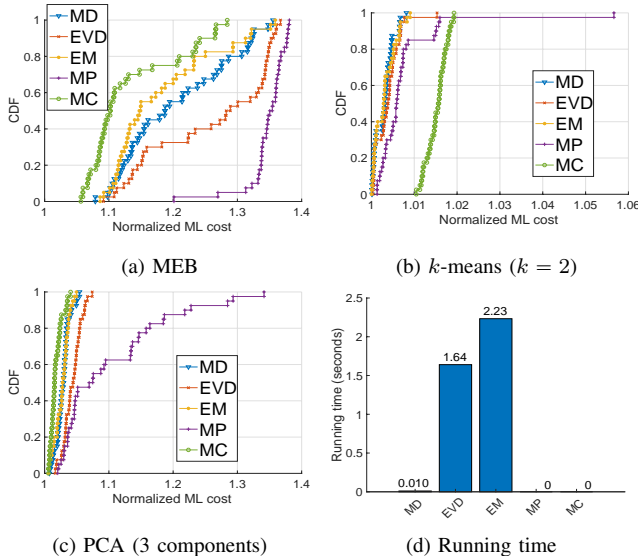 1
0.8
0.6
0.4
0.2
0
CDF
MD
EVD
EM
MP
MC
1 1.1 1.2 1.3 1.4
Normalized ML cost
(a) MEB
1
0.8
0.6
0.4
0.2
0
CDF
MD
EVD
EM
MP
MC
1 1.01 1.02 1.03 1.04 1.05 1.06
Normalized ML cost
(b) k-means (k = 2)
1
0.8
0.6
0.4
0.2
0
CDF
MD
EVD
EM
MP
MC
1 1.1 1.2 1.3 1.4
Normalized ML cost
(c) PCA (3 components)
2.5
2
1.5
1
0.5
0
Running time (seconds)
0.010 1.64 2.23 0 0
MD EVD EM MP MC
(d) Running time